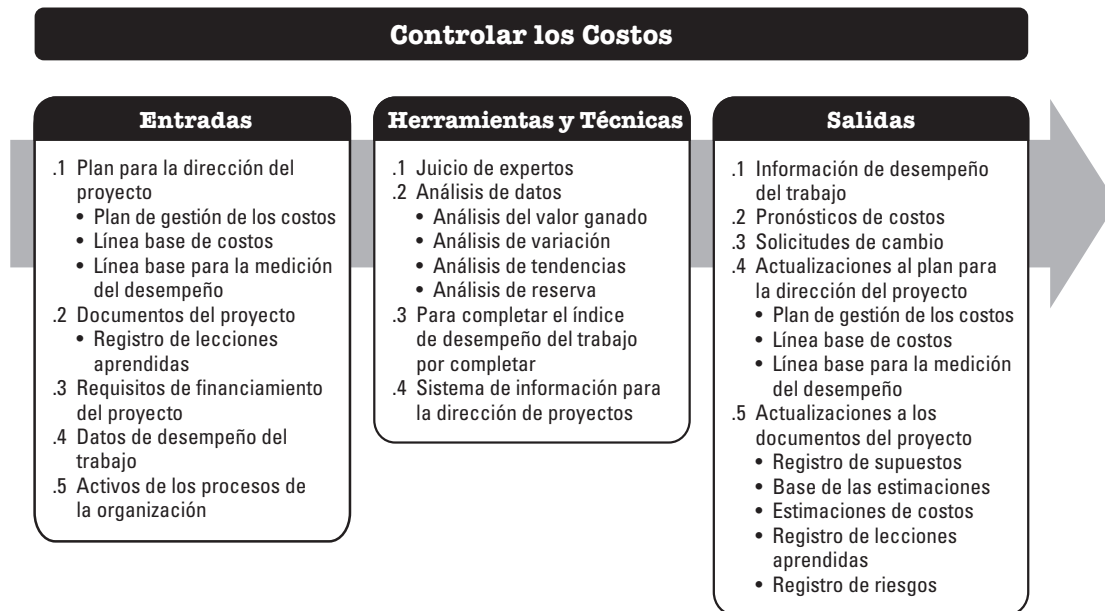 Controlar los Costos
Entradas
.1 Plan para la dirección del
proyecto
• Plan de gestión de los costos
• Línea base de costos
• Línea base para la medición
del desempeño
.2 Documentos del proyecto
• Registro de lecciones
aprendidas
.3 Requisitos de financiamiento
del proyecto
.4 Datos de desempeño del
trabajo
.5 Activos de los procesos de
la organización
Herramientas y Técnicas
.1 Juicio de expertos
.2 Análisis de datos
• Análisis del valor ganado
• Análisis de variación
• Análisis de tendencias
• Análisis de reserva
.3 Para completar el índice
de desempeño del trabajo
por completar
.4 Sistema de información para
la dirección de proyectos
Salidas
.1 Información de desempeño
del trabajo
.2 Pronósticos de costos
.3 Solicitudes de cambio
.4 Actualizaciones al plan para
la dirección del proyecto
• Plan de gestión de los costos
• Línea base de costos
• Línea base para la medición
del desempeño
.5 Actualizaciones a los
documentos del proyecto
• Registro de supuestos
• Base de las estimaciones
• Estimaciones de costos
• Registro de lecciones
aprendidas
• Registro de riesgos